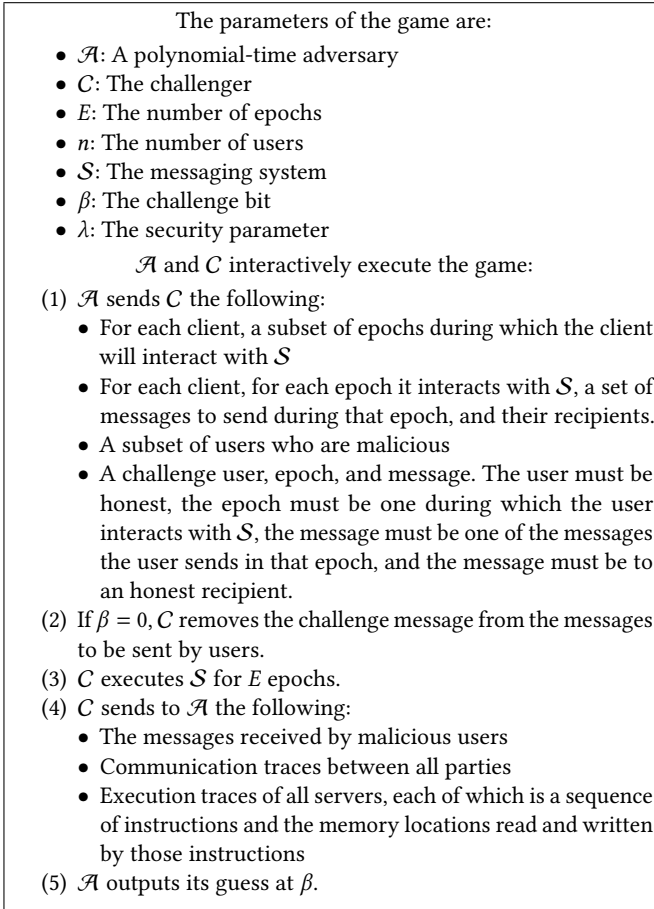 The parameters of the game are:
• 𝒜: A polynomial-time adversary
• C: The challenger
• E: The number of epochs
• n: The number of users
• 𝒮: The messaging system
• β: The challenge bit
• λ: The security parameter
𝒜 and C interactively execute the game:
(1) 𝒜 sends C the following:
• For each client, a subset of epochs during which the client
will interact with 𝒮
• For each client, for each epoch it interacts with 𝒮, a set of
messages to send during that epoch, and their recipients.
• A subset of users who are malicious
• A challenge user, epoch, and message. The user must be
honest, the epoch must be one during which the user
interacts with 𝒮, the message must be one of the messages
the user sends in that epoch, and the message must be to
an honest recipient.
(2) If β = 0, C removes the challenge message from the messages
to be sent by users.
(3) C executes 𝒮 for E epochs.
(4) C sends to 𝒜 the following:
• The messages received by malicious users
• Communication traces between all parties
• Execution traces of all servers, each of which is a sequence
of instructions and the memory locations read and written
by those instructions
(5) 𝒜 outputs its guess at β.